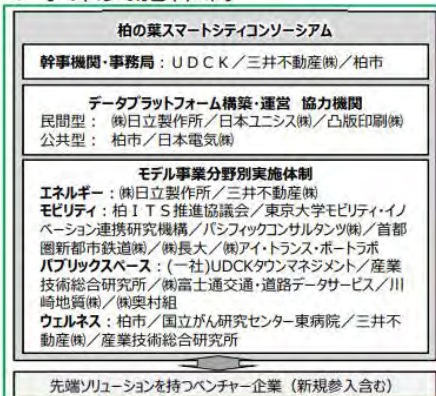 柏の葉スマートシティコンソーシアム
幹事機関・事務局：ＵＤＣＫ／三井不動産㈱／柏市
データプラットフォーム構築・運営 協力機関
民間型： ㈱日立製作所／日本ユニシス㈱／凸版印刷㈱
公共型： 柏市／日本電気㈱
モデル事業分野別実施体制
エネルギー：㈱日立製作所／三井不動産㈱
モビリティ：柏ＩＴＳ推進協議会／東京大学モビリティ・イノ
ベーション連携研究機構／パシフィックコンサルタンツ㈱／首都
圏新都市鉄道㈱／㈱長大／㈱アイ・トランス・ポートラボ
パブリックスペース：(一社)UDCKタウンマネジメント／産業
技術総合研究所／㈱富士通交通・道路データサービス／川
崎地質㈱／㈱奥村組
ウェルネス：柏市／国立がん研究センター東病院／三井不
動産㈱／産業技術総合研究所
先端ソリューションを持つベンチャー企業（新規参入含む）